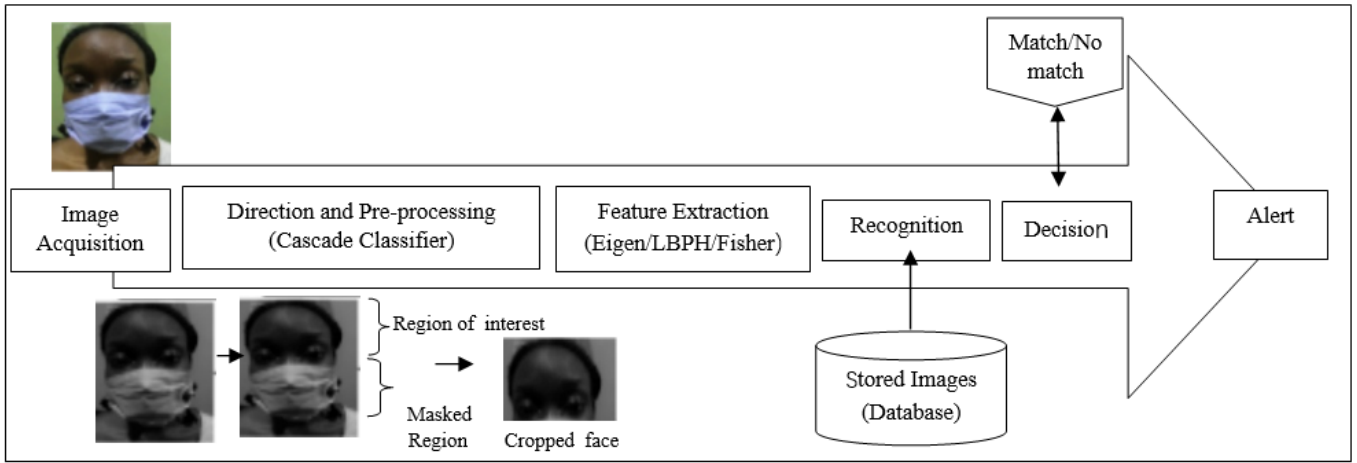 Match/No
match
Image
Acquisition
Direction and Pre-processing
(Cascade Classifier)
Feature Extraction
(Eigen/LBPH/Fisher)
Recognition
Decision
Alert
Region of interest
Masked
Region
Cropped face
Stored Images
(Database)